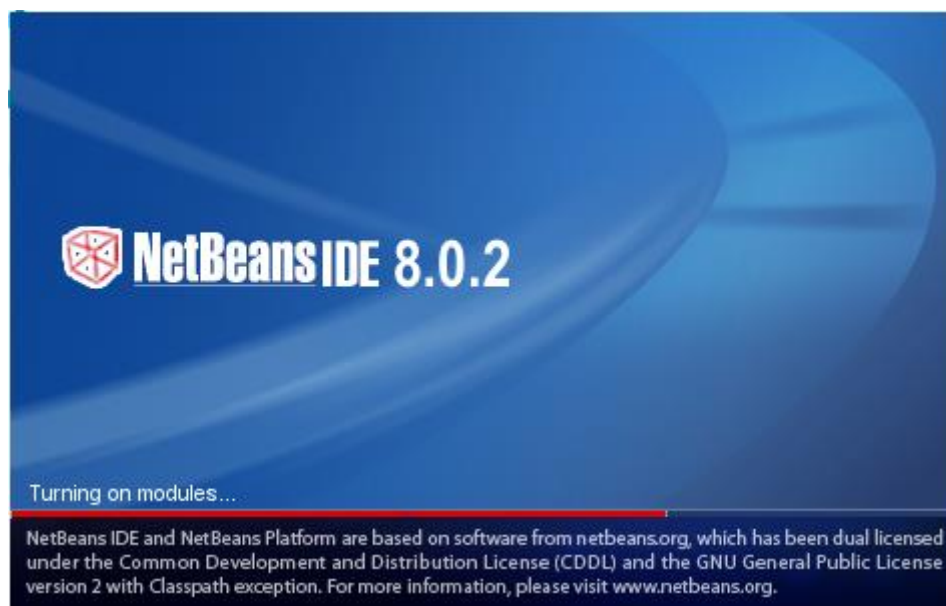 NetBeans IDE 8.0.2
Turning on modules...
NetBeans IDE and NetBeans Platform are based on software from netbeans.org, which has been dual licensed
under the Common Development and Distribution License (CDDL) and the GNU General Public License
version 2 with Classpath exception. For more information, please visit www.netbeans.org.